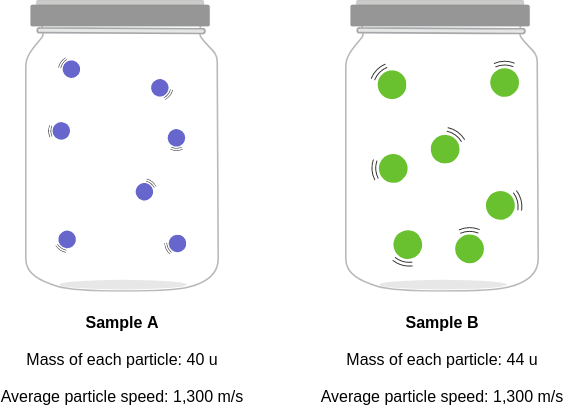 Sample A
Mass of each particle: 40 u
Average particle speed: 1,300 m/s
Sample B
Mass of each particle: 44 u
Average particle speed: 1,300 m/s